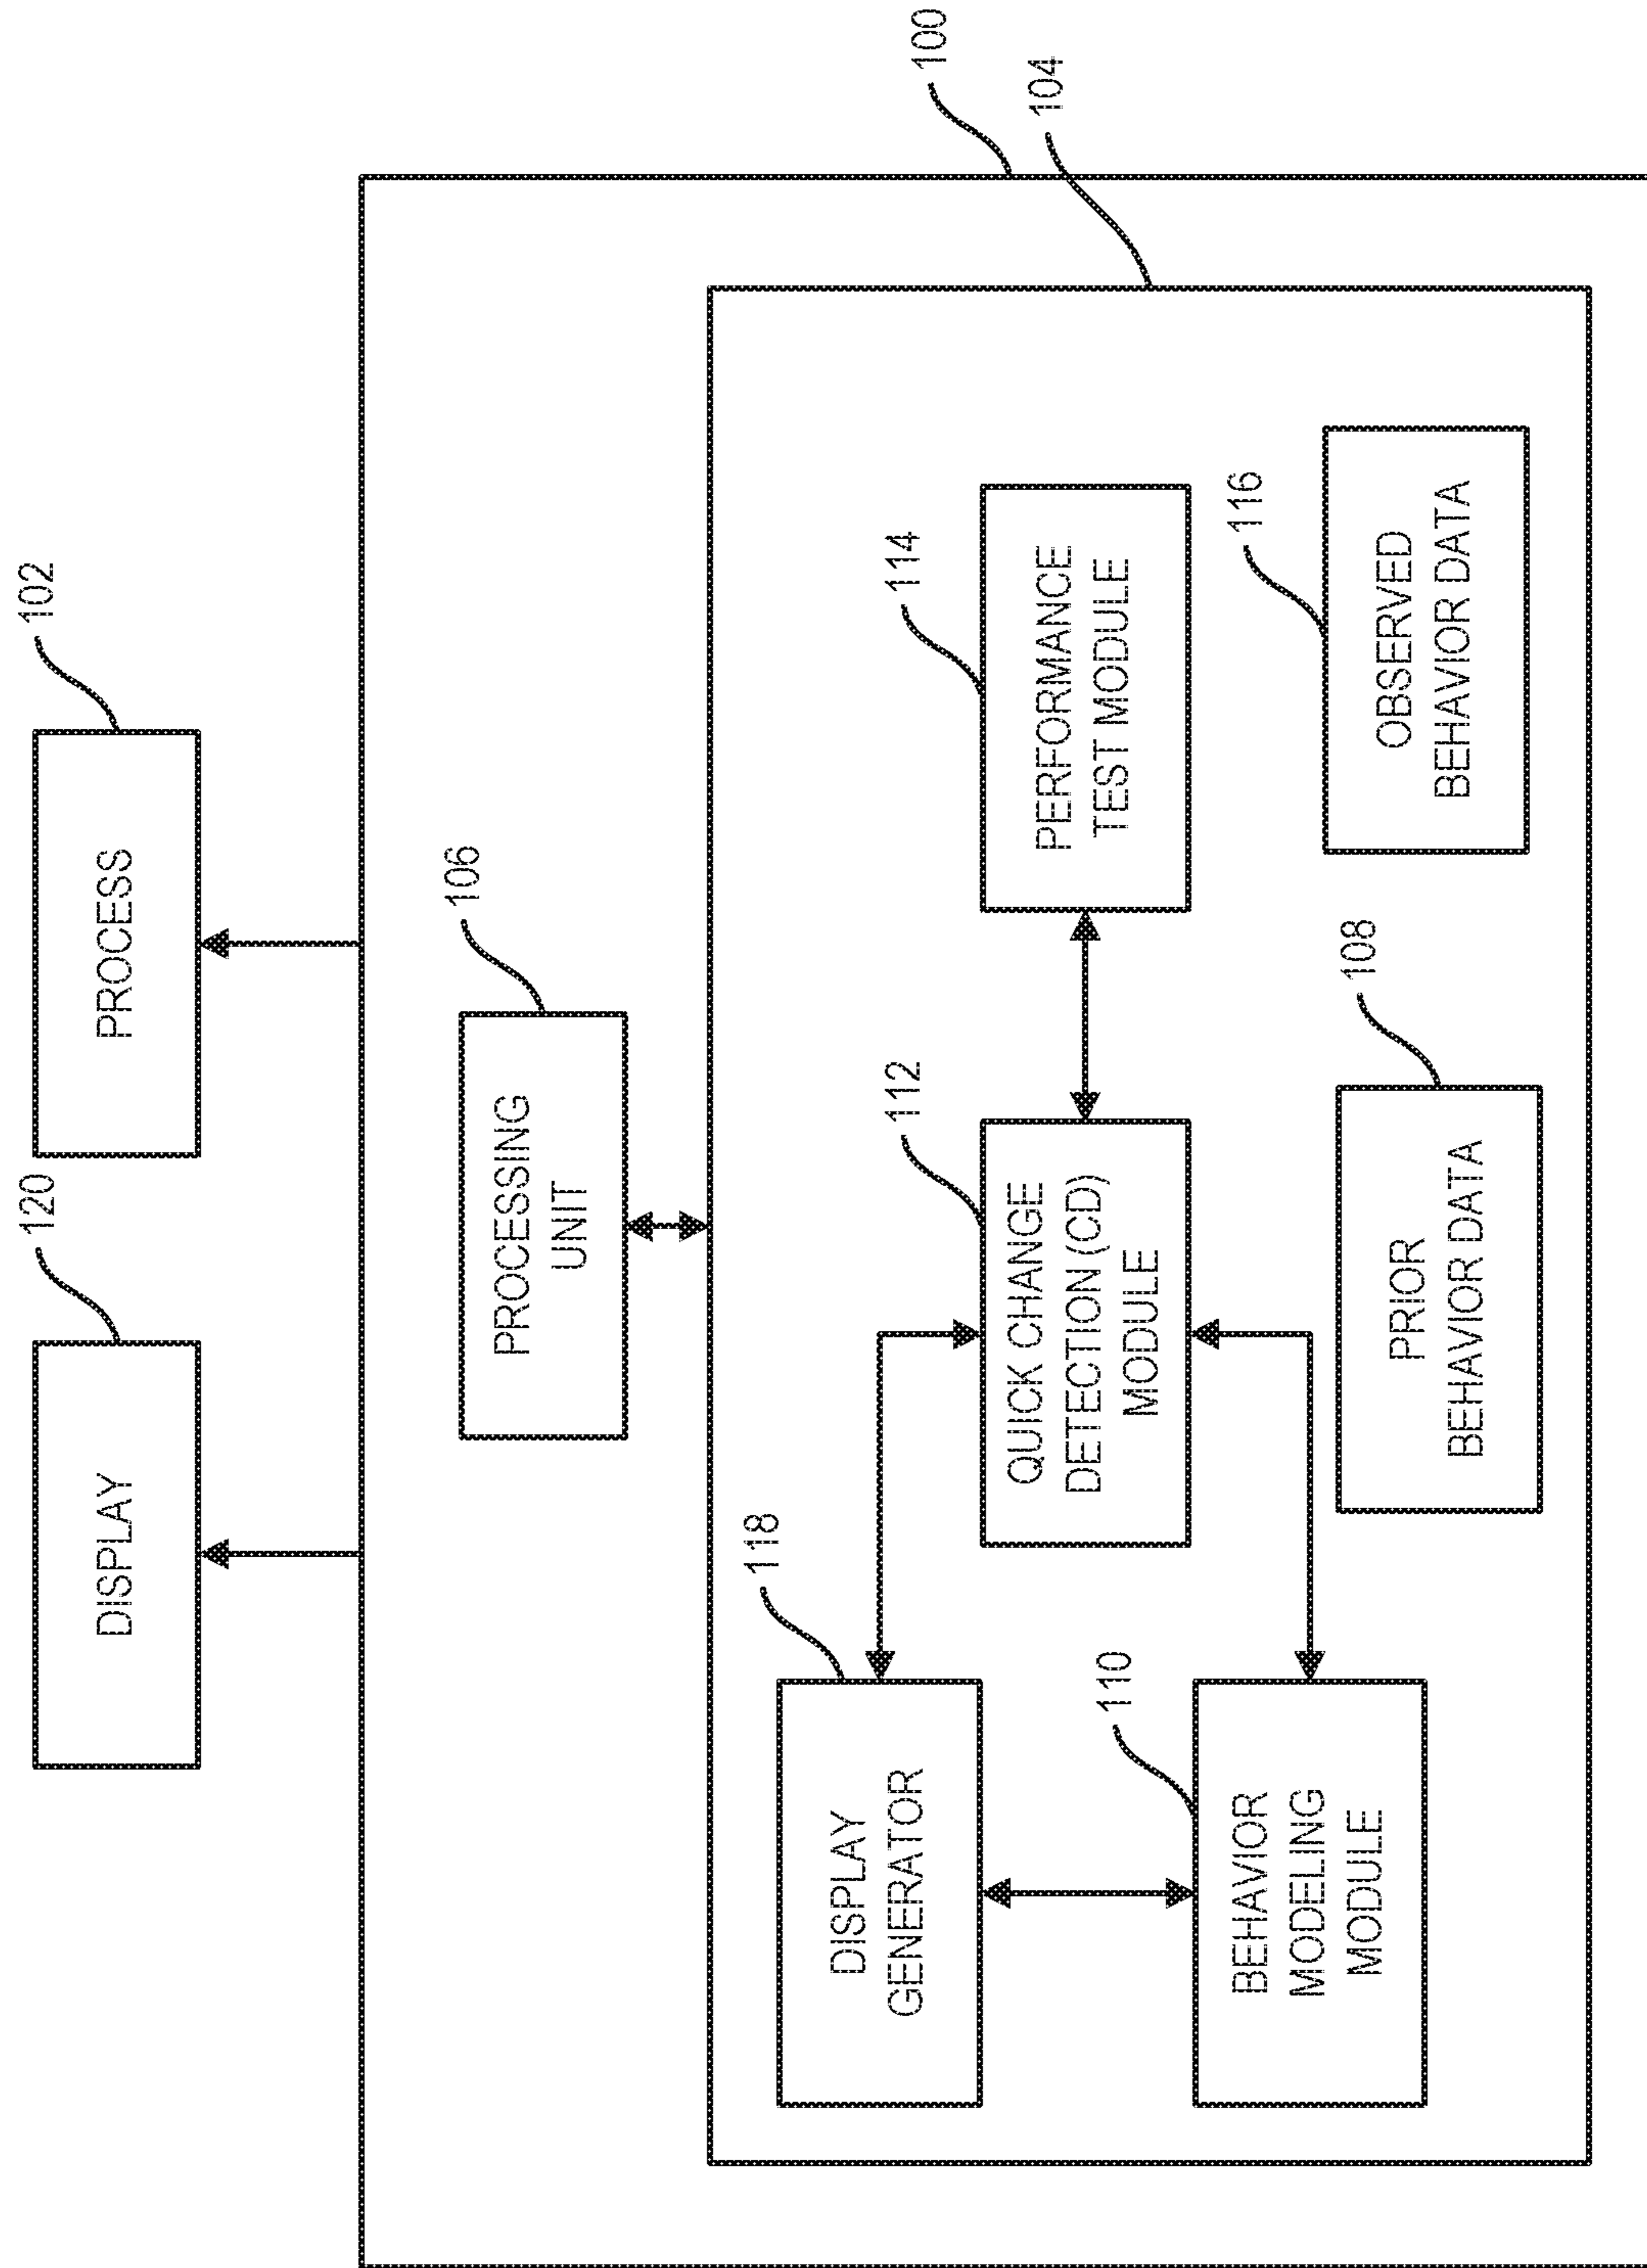 120
DISPLAY
102
PROCESS
100
106
PROCESSING
UNIT
104
118
DISPLAY
GENERATOR
112
QUICK CHANGE
DETECTION (CD)
MODULE
114
PERFORMANCE
TEST MODULE
110
BEHAVIOR
MODELING
MODULE
108
PRIOR
BEHAVIOR DATA
116
OBSERVED
BEHAVIOR DATA